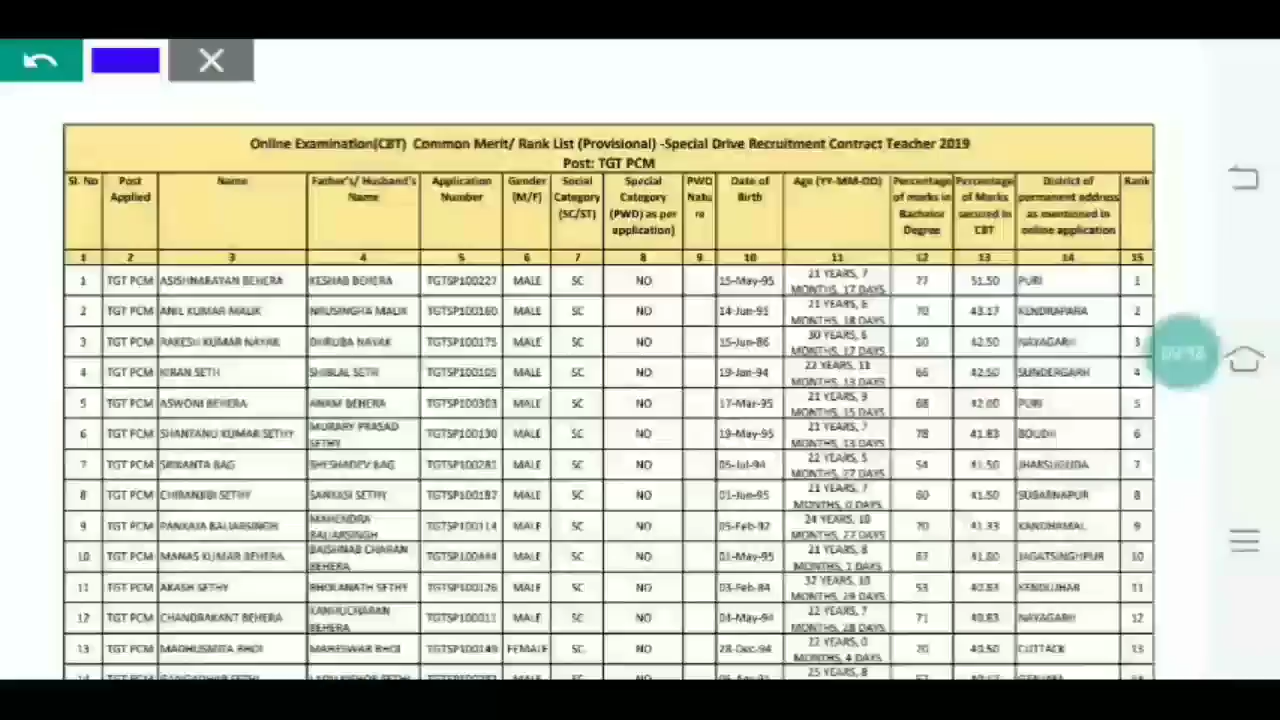 Online Examination(CBT) Common Merit/ Rank List (Provisional) -Special Drive Recruitment Contract Teacher 2019
Post: TGT PCM
Sl. No Post Applied Name Father's/ Husband's Name Application Number Gender (M/F) Social Category (SC/ST) Special Category (PWD) as per application) PWD Natu re Date of Birth Age (YY-MM-DD) Percentage of marks in Bachelor Degree Percentage of Marks secured in CBT District of permanent address as mentioned in online application Rank
1 2 3 4 5 6 7 8 9 10 11 12 13 14 15
1 TGT PCM ASISHNARAYAN BEHERA KESHAB BEHERA TGTSP100227 MALE SC NO 15-May-95 21 YEARS, 7 MONTHS, 17 DAYS 77 51.50 PURI 1
2 TGT PCM ANIL KUMAR MALIK NRUSINGHA MALIK TGTSP100160 MALE SC NO 14-Jun-95 21 YEARS, 6 MONTHS, 18 DAYS 70 43.17 KENDRAPARA 2
3 TGT PCM RAKESH KUMAR NAYAK DHRUBA NAYAK TGTSP100175 MALE SC NO 15-Jun-86 30 YEARS, 6 MONTHS, 17 DAYS 50 42.50 NAYAGARH 3
4 TGT PCM KIRAN SETH SHIBLAL SETH TGTSP100105 MALE SC NO 19-Jan-94 22 YEARS, 11 MONTHS, 13 DAYS 66 42.50 SUNDERGARH 4
5 TGT PCM ASWONI BEHERA ANAM BEHERA TGTSP100303 MALE SC NO 17-Mar-95 21 YEARS, 9 MONTHS, 15 DAYS 68 42.00 PURI 5
6 TGT PCM SHANTANU KUMAR SETHY MURARY PRASAD SETHY TGTSP100130 MALE SC NO 19-May-95 21 YEARS, 7 MONTHS, 13 DAYS 78 41.83 BOUDH 6
7 TGT PCM SRIKANTA BAG SHESHADEV BAG TGTSP100281 MALE SC NO 05-Jul-94 22 YEARS, 5 MONTHS, 27 DAYS 54 41.50 JHARSUGUDA 7
8 TGT PCM CHIRANJIBI SETHY SANYASI SETHY TGTSP100187 MALE SC NO 01-Jun-95 21 YEARS, 7 MONTHS, 0 DAYS 60 41.50 SUBARNAPUR 8
9 TGT PCM PANKAJA BALIARSINGH MAHENDRA BALIARSINGH TGTSP100114 MALE SC NO 05-Feb-92 24 YEARS, 10 MONTHS, 27 DAYS 70 41.33 KANDHAMAL 9
10 TGT PCM MANAS KUMAR BEHERA BAISHNAB CHARAN BEHERA TGTSP100444 MALE SC NO 01-May-95 21 YEARS, 8 MONTHS, 1 DAYS 67 41.00 JAGATSINGHPUR 10
11 TGT PCM AKASH SETHY BHOLANATH SETHY TGTSP100126 MALE SC NO 03-Feb-84 32 YEARS, 10 MONTHS, 29 DAYS 53 40.83 KENDUJHAR 11
12 TGT PCM CHANDRAKANT BEHERA KANHUCHARAN BEHERA TGTSP100011 MALE SC NO 04-May-94 22 YEARS, 7 MONTHS, 28 DAYS 71 40.83 NAYAGARH 12
13 TGT PCM MADHUSMITA BHOI MAHESWAR BHOI TGTSP100149 FEMALE SC NO 28-Dec-94 22 YEARS, 0 MONTHS, 4 DAYS 70 40.50 CUTTACK 13
25 YEARS, 8